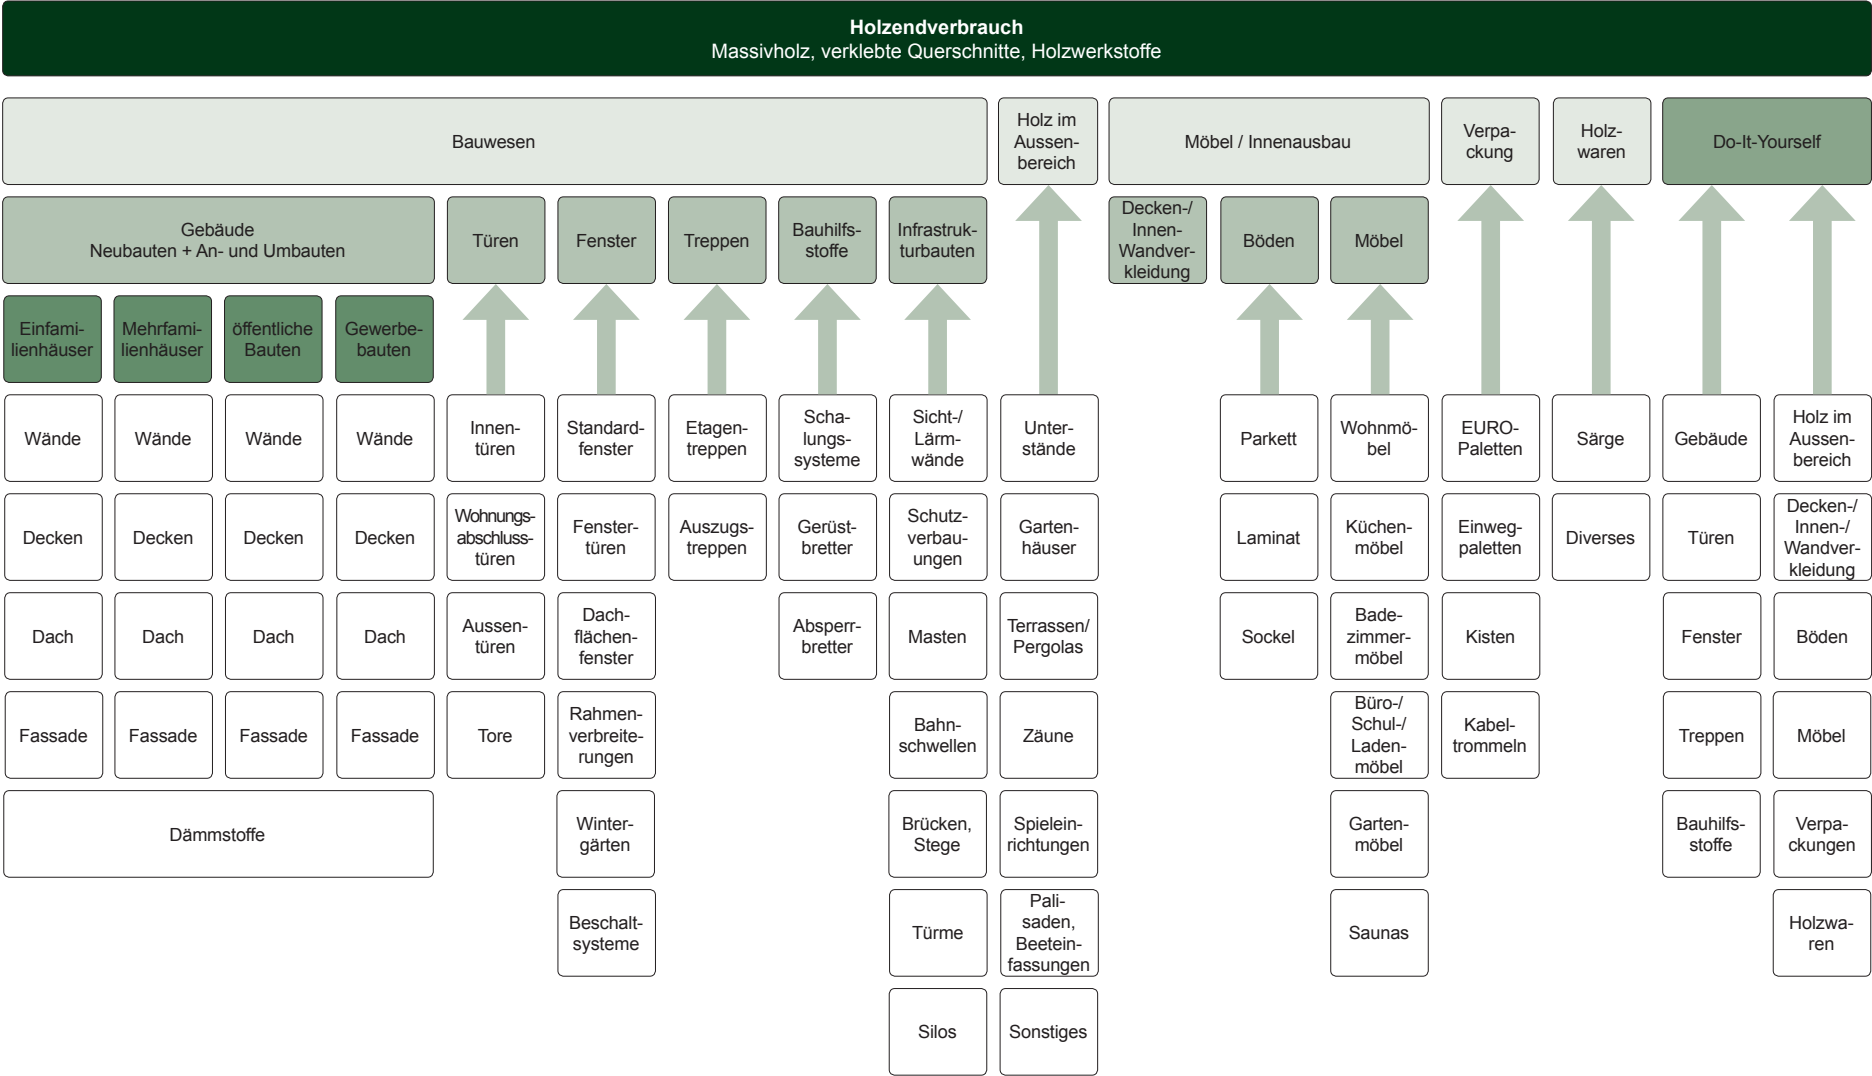 Holzendverbrauch
Massivholz, verklebte Querschnitte, Holzwerkstoffe
Bauwesen
Holz im
Aussen-
bereich
Möbel / Innenausbau
Verpa-
ckung
Holz-
waren
Do-It-Yourself
Gebäude
Neubauten + An- und Umbauten
Türen
Fenster
Treppen
Bauhilfs-
stoffe
Infrastruk-
turbauten
Decken-/
Innen-
Wandver-
kleidung
Böden
Möbel
Einfami-
lienhäuser
Mehrfami-
lienhäuser
öffentliche
Bauten
Gewerbe-
bauten
Wände
Wände
Wände
Wände
Innen-
türen
Standard-
fenster
Etagen-
treppen
Scha-
lungs-
systeme
Sicht-/
Lärm-
wände
Unter-
stände
Parkett
Wohnmö-
bel
EURO-
Paletten
Särge
Gebäude
Holz im
Aussen-
bereich
Decken
Decken
Decken
Decken
Wohnungs-
abschluss-
türen
Fenster-
türen
Auszugs-
treppen
Gerüst-
bretter
Schutz-
verbau-
ungen
Garten-
häuser
Laminat
Küchen-
möbel
Einweg-
paletten
Diverses
Türen
Decken-/
Innen-/
Wandver-
kleidung
Dach
Dach
Dach
Dach
Aussen-
türen
Dach-
flächen-
fenster
Absperr-
bretter
Masten
Terrassen/
Pergolas
Sockel
Bade-
zimmer-
möbel
Kisten
Fenster
Böden
Fassade
Fassade
Fassade
Fassade
Tore
Rahmen-
verbreite-
rungen
Bahn-
schwellen
Zäune
Büro-/
Schul-/
Laden-
möbel
Kabel-
trommeln
Treppen
Möbel
Dämmstoffe
Winter-
gärten
Brücken,
Stege
Spielein-
richtungen
Garten-
möbel
Bauhilfs-
stoffe
Verpa-
ckungen
Beschalt-
systeme
Türme
Pali-
saden,
Beetein-
fassungen
Saunas
Holzwa-
ren
Silos
Sonstiges